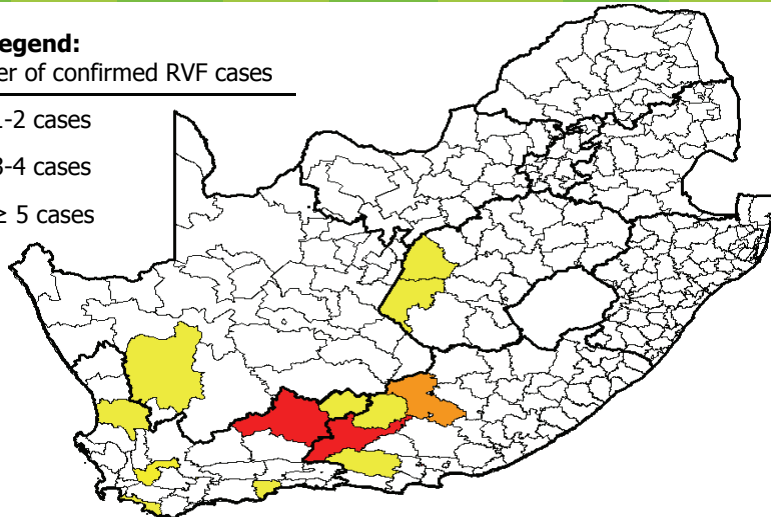 egend:
er of confirmed RVF cases
1-2 cases
3-4 cases
≥ 5 cases